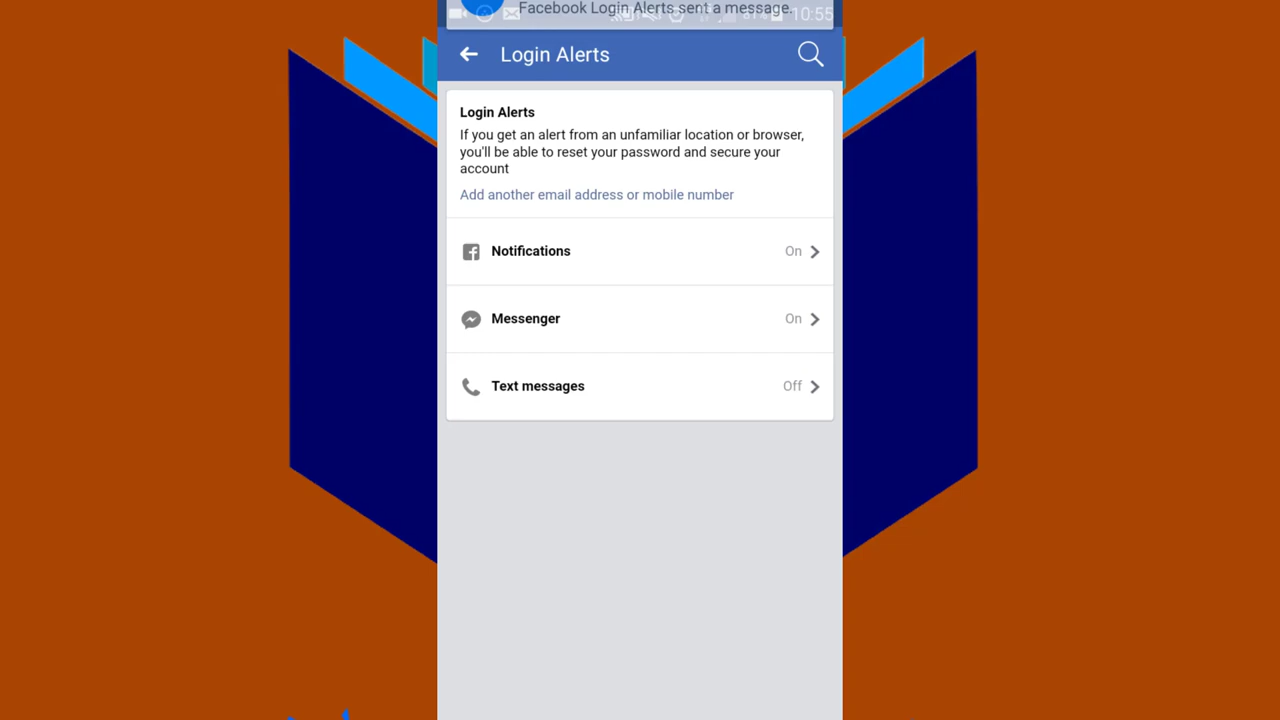 Facebook Login Alerts sent a message.
81% 10:55
Login Alerts
Login Alerts
If you get an alert from an unfamiliar location or browser,
you'll be able to reset your password and secure your
account
Add another email address or mobile number
Notifications On
Messenger On
Text messages Off